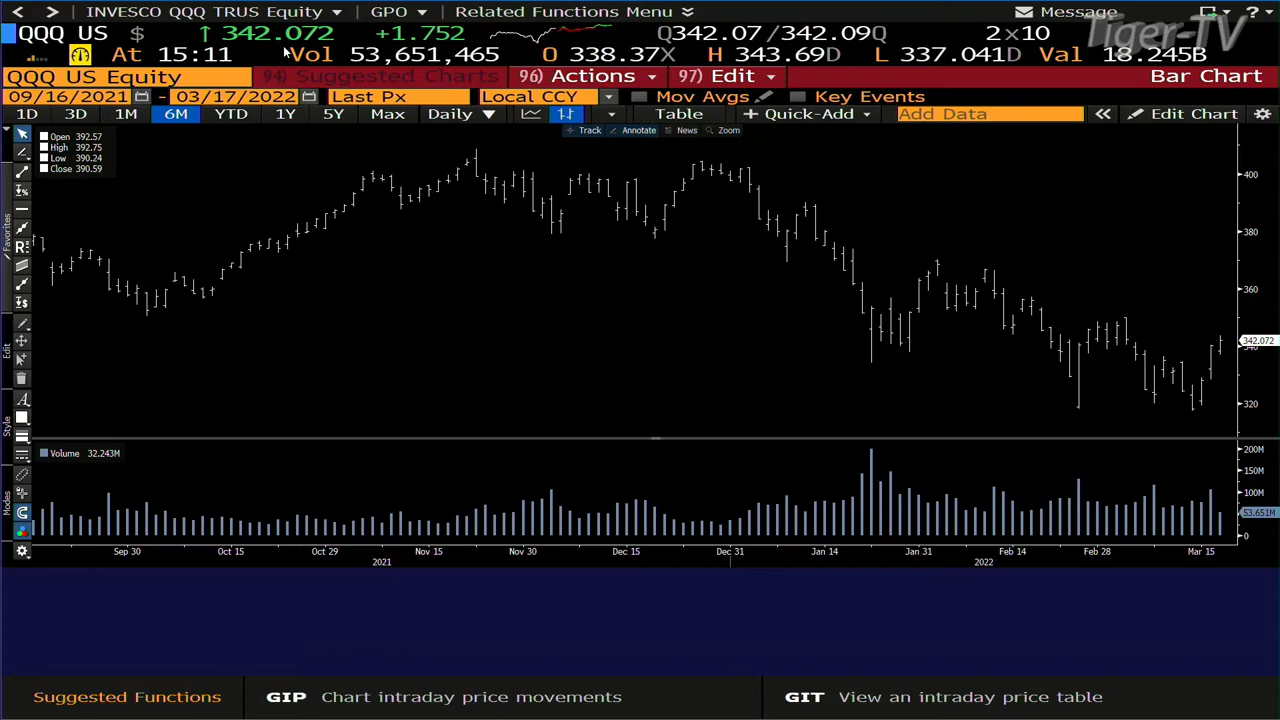 < > INVESCO QQQ TRUS Equity GPO Related Functions Menu Message ?
Tiger-TV
QQQ US $ ↑ 342.072 +1.752 Q342.07/342.09Q 2×10
At 15:11 Vol 53,651,465 O 338.37X H 343.69D L 337.041D Val 18.245B
QQQ US Equity 94) Suggested Charts 96) Actions 97) Edit Bar Chart
09/16/2021 - 03/17/2022 Last Px Local CCY Mov Avgs Key Events
1D 3D 1M 6M YTD 1Y 5Y Max Daily ▼ Table + Quick-Add Add Data « Edit Chart
Track Annotate News Zoom
Open 392.57
High 392.75
Low 390.24
Close 390.59
Favorites
Edit
Style
Modes
400
380
360
342.072
340
320
Volume 32.243M
200M
150M
100M
53.651M
0
Sep 30 Oct 15 Oct 29 Nov 15 Nov 30 Dec 15 Dec 31 Jan 14 Jan 31 Feb 14 Feb 28 Mar 15
2021 2022
Suggested Functions GIP Chart intraday price movements GIT View an intraday price table